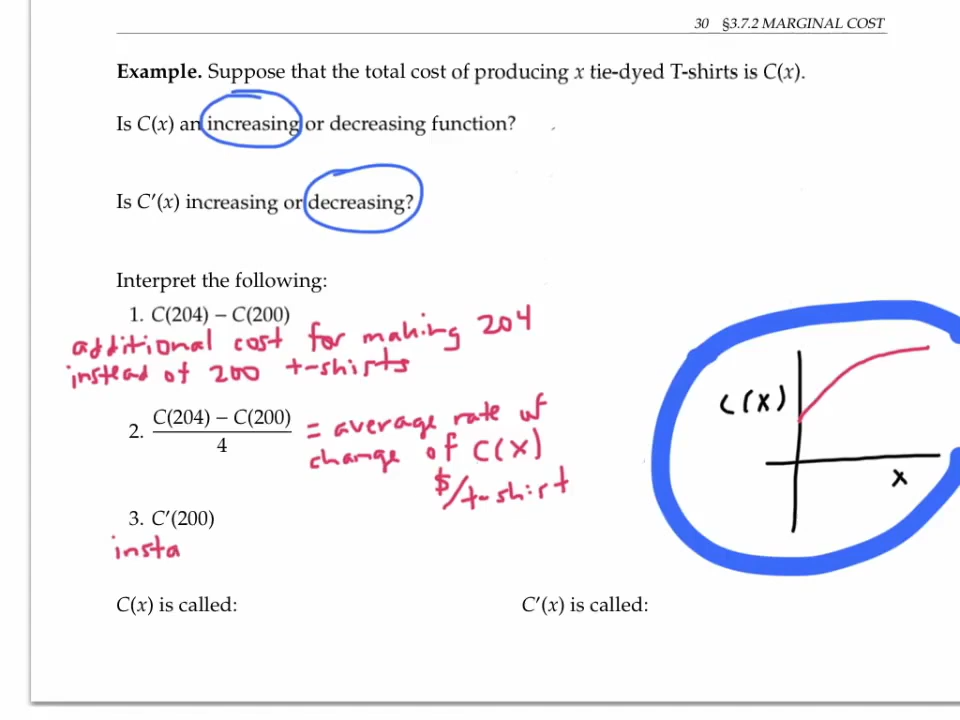 30 §3.7.2 MARGINAL COST
Example. Suppose that the total cost of producing x tie-dyed T-shirts is C(x).
Is C(x) an increasing or decreasing function?
Is C′(x) increasing or decreasing?
Interpret the following:
1. C(204) − C(200)
additional cost for making 204
instead of 200 t-shirts
2. C(204) − C(200) / 4 = average rate of
change of C(x)
$/t-shirt
3. C′(200)
insta
C(x)
x
C(x) is called: C′(x) is called: